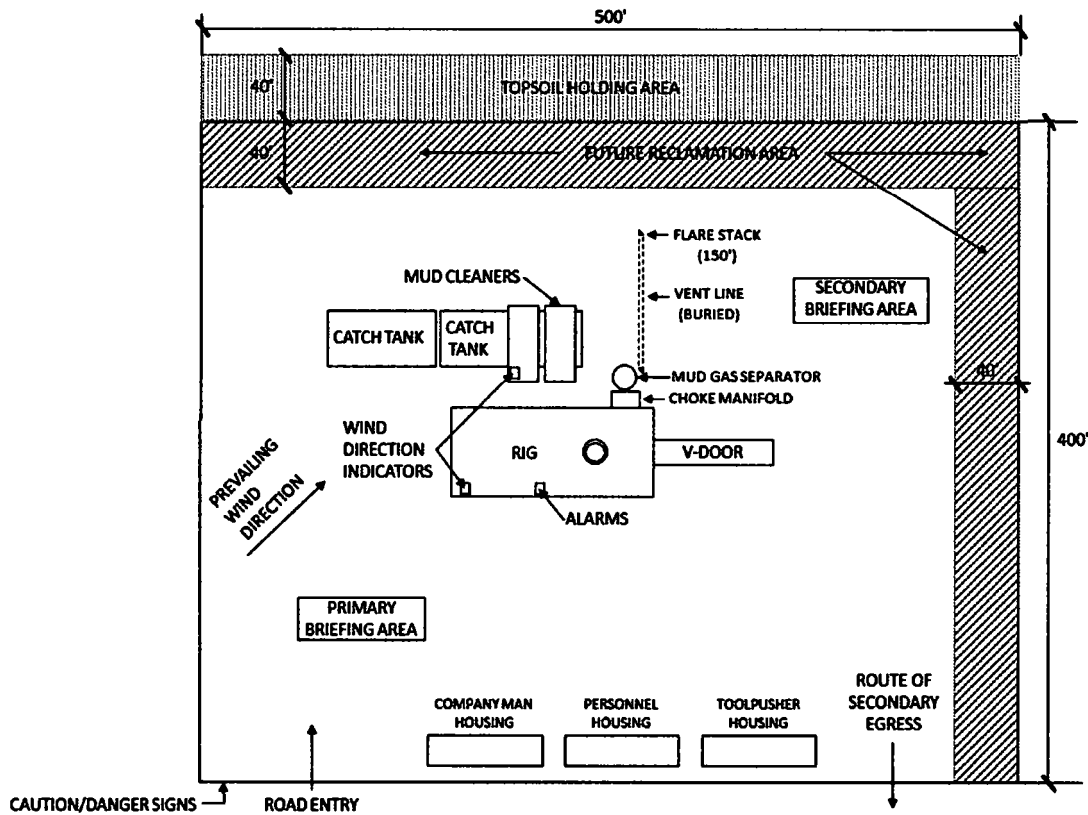 500'
40'
TOPSOIL HOLDING AREA
40'
FUTURE RECLAMATION AREA
FLARE STACK
(150')
MUD CLEANERS
VENT LINE
(BURIED)
SECONDARY
BRIEFING AREA
CATCH TANK
CATCH
TANK
MUD GAS SEPARATOR
CHOKE MANIFOLD
40'
400'
WIND
DIRECTION
INDICATORS
RIG
V-DOOR
PREVAILING
WIND
DIRECTION
ALARMS
PRIMARY
BRIEFING AREA
COMPANY MAN
HOUSING
PERSONNEL
HOUSING
TOOLPUSHER
HOUSING
ROUTE OF
SECONDARY
EGRESS
CAUTION/DANGER SIGNS
ROAD ENTRY